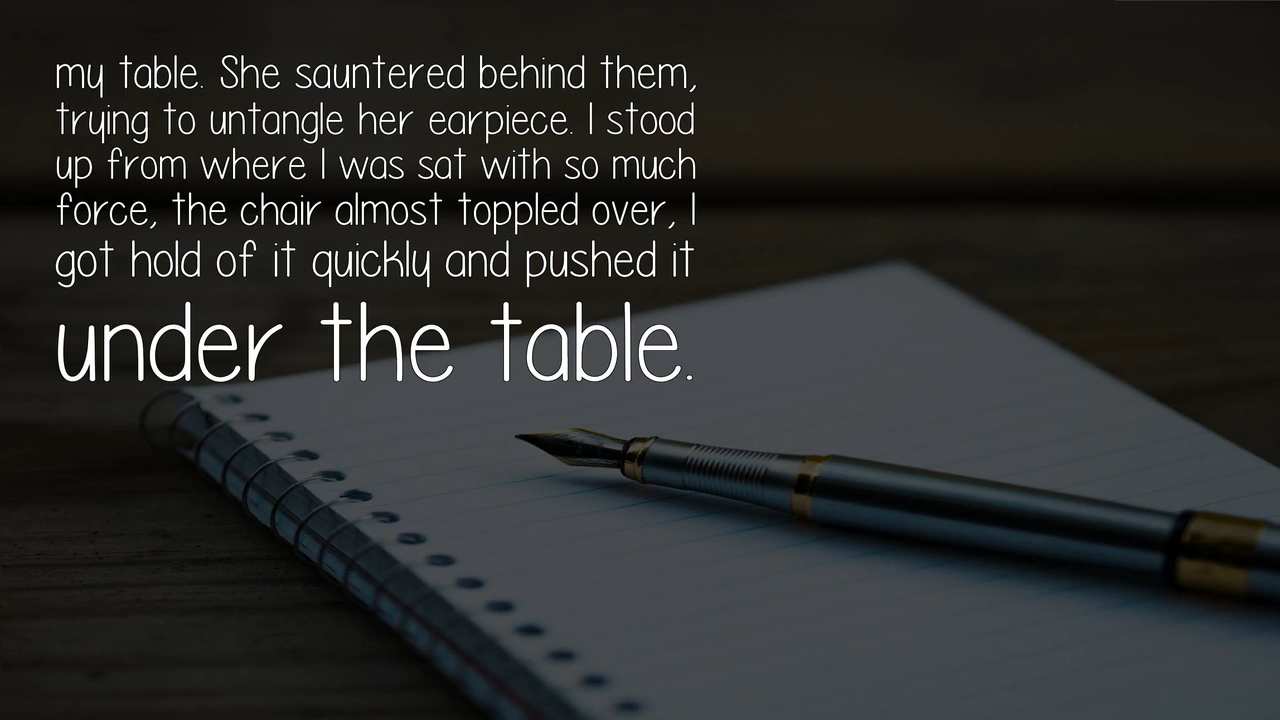 my table. She sauntered behind them,
trying to untangle her earpiece. I stood
up from where I was sat with so much
force, the chair almost toppled over, I
got hold of it quickly and pushed it
under the table.